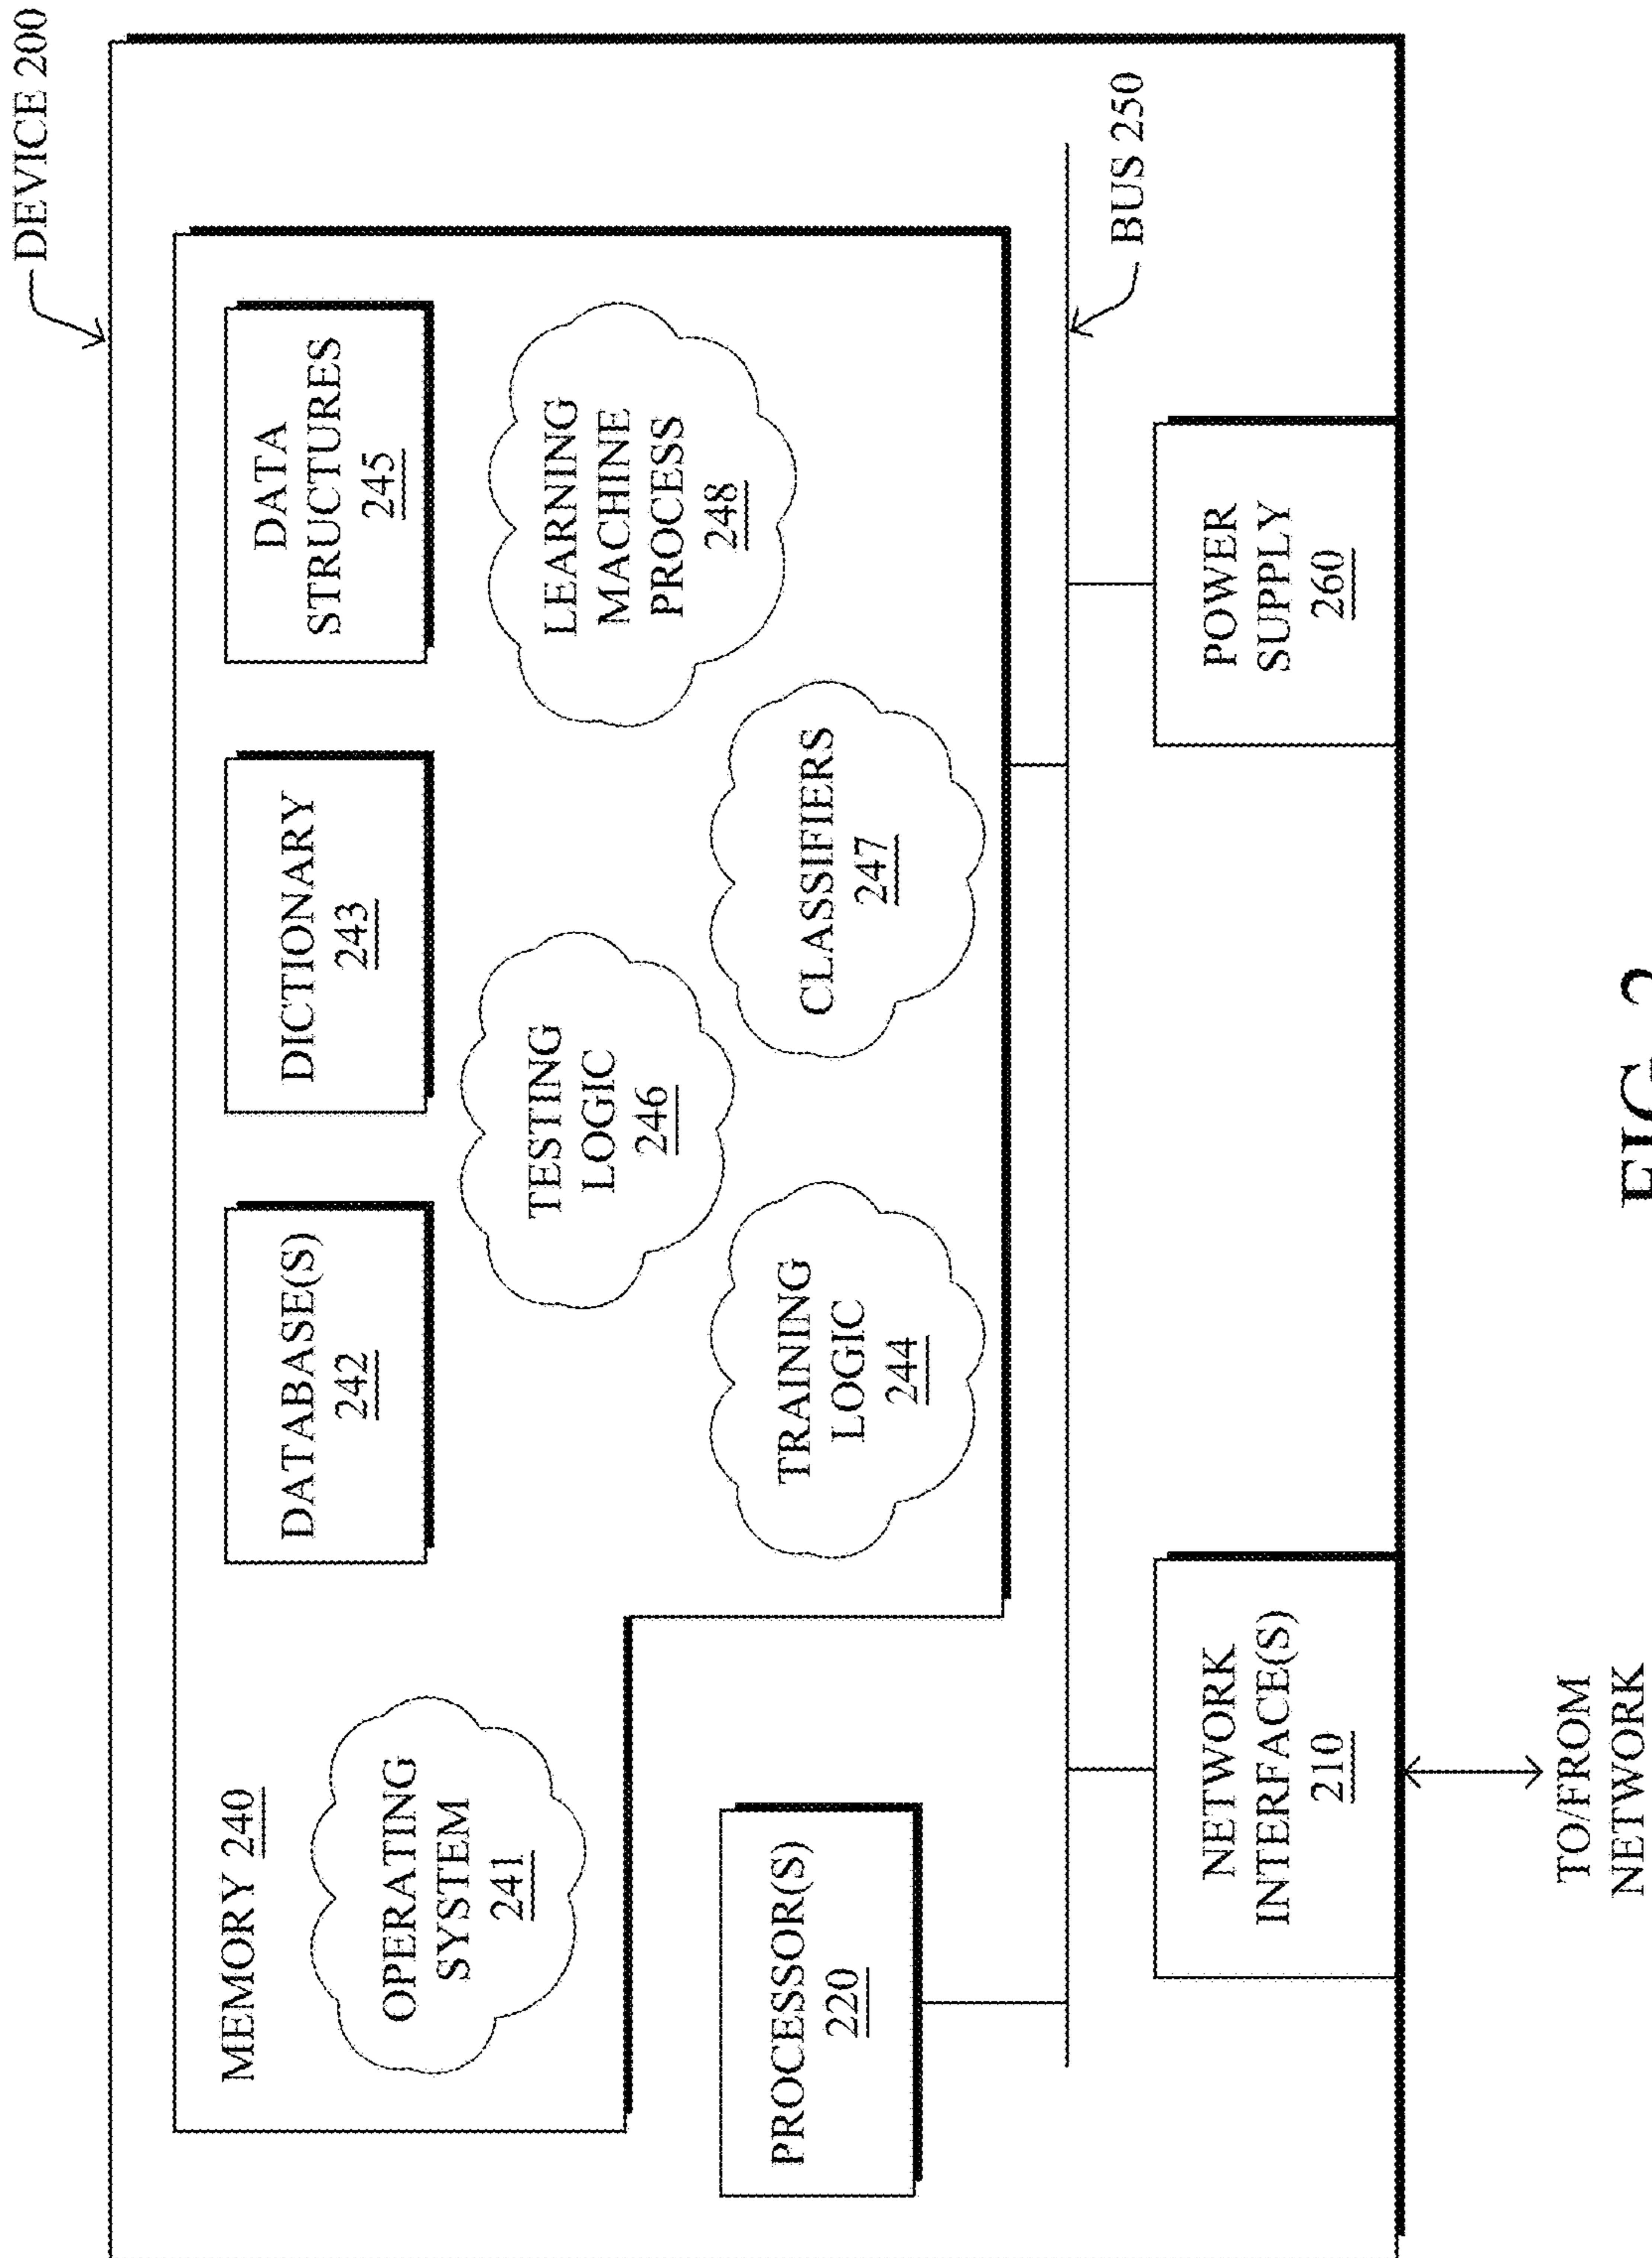 DEVICE 200
MEMORY 240
OPERATING
SYSTEM
241
DATABASE(S)
242
DICTIONARY
243
DATA
STRUCTURES
245
TESTING
LOGIC
246
LEARNING
MACHINE
PROCESS
248
TRAINING
LOGIC
244
CLASSIFIERS
247
PROCESSOR(S)
220
BUS 250
NETWORK
INTERFACE(S)
210
POWER
SUPPLY
260
TO/FROM
NETWORK
FIG. 2